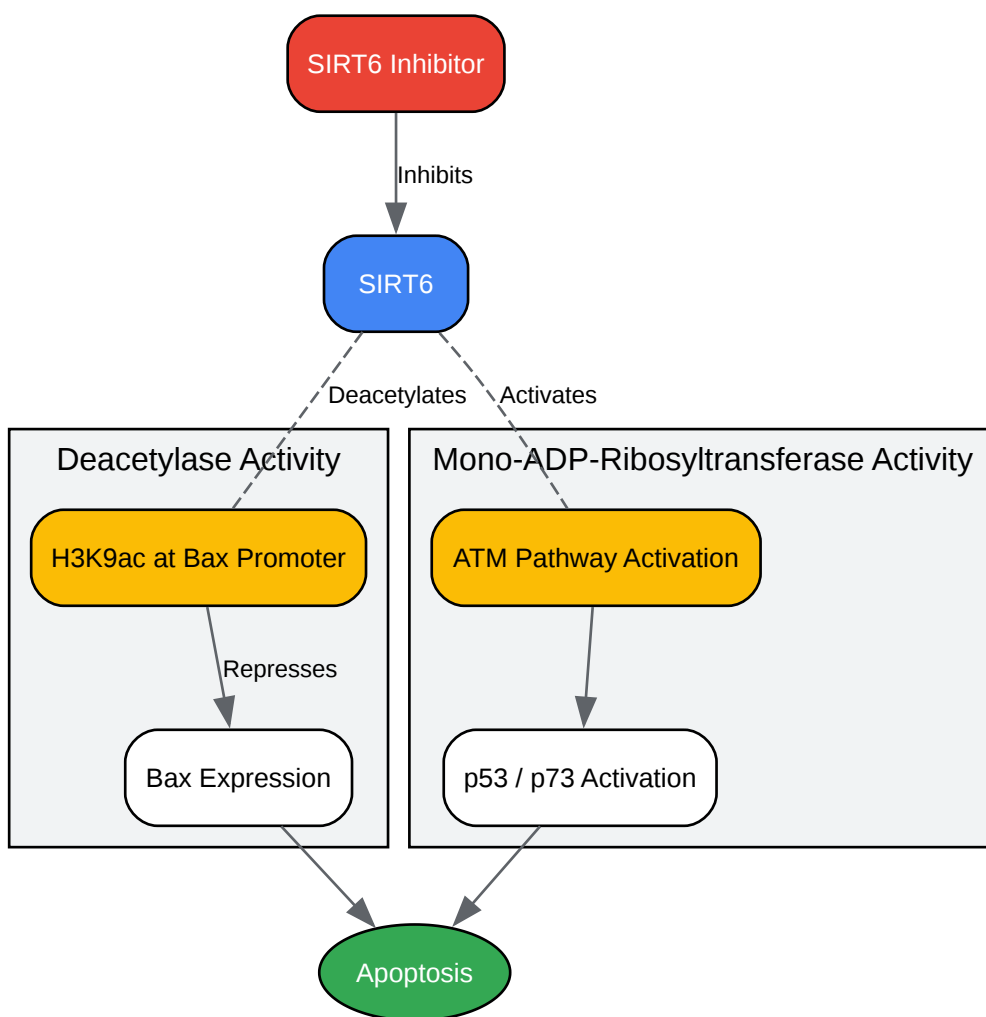 SIRT6 Inhibitor
Inhibits
SIRT6
Deacetylates
Activates
Deacetylase Activity
Mono-ADP-Ribosyltransferase Activity
H3K9ac at Bax Promoter
ATM Pathway Activation
Represses
Bax Expression
p53 / p73 Activation
Apoptosis